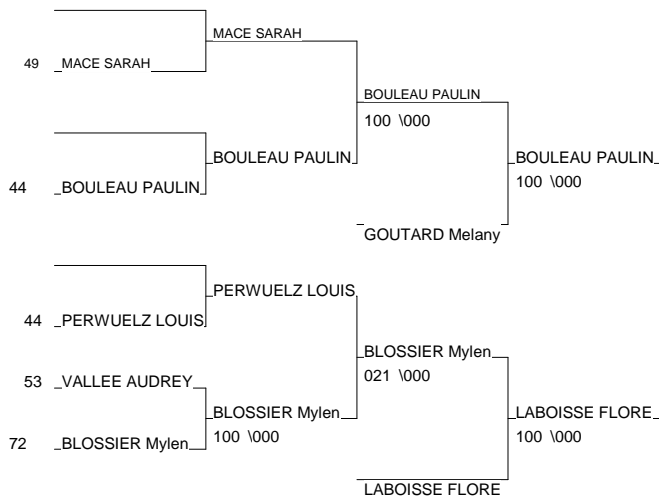 MACE SARAH
49 MACE SARAH
BOULEAU PAULIN
100 \000
BOULEAU PAULIN
BOULEAU PAULIN
100 \000
44 BOULEAU PAULIN
GOUTARD Melany
PERWUELZ LOUIS
44 PERWUELZ LOUIS
BLOSSIER Mylen
021 \000
53 VALLEE AUDREY
BLOSSIER Mylen
100 \000
LABOISSE FLORE
100 \000
72 BLOSSIER Mylen
LABOISSE FLORE